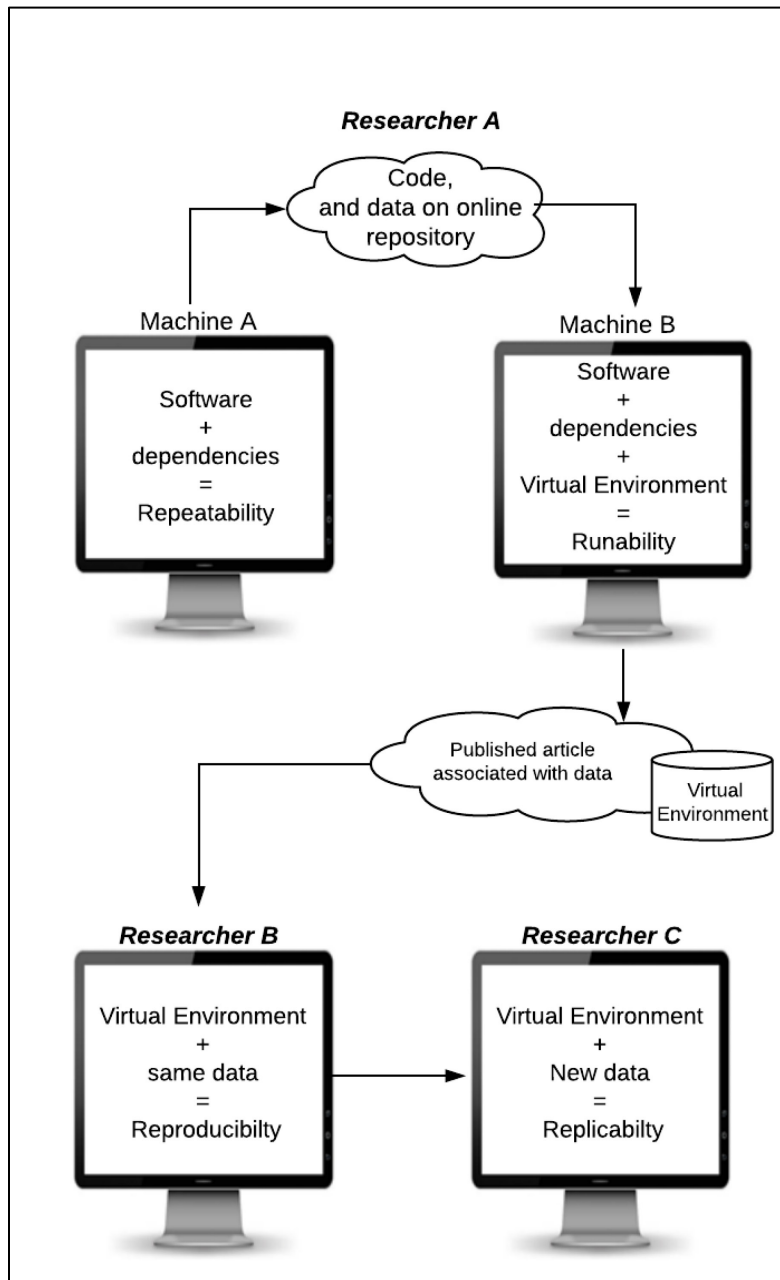 Researcher A
Code,
and data on online
repository
Machine A
Software
+
dependencies
=
Repeatability
Machine B
Software
+
dependencies
+
Virtual Environment
=
Runability
Published article
associated with data
Virtual
Environment
Researcher B
Virtual Environment
+
same data
=
Reproducibilty
Researcher C
Virtual Environment
+
New data
=
Replicabilty